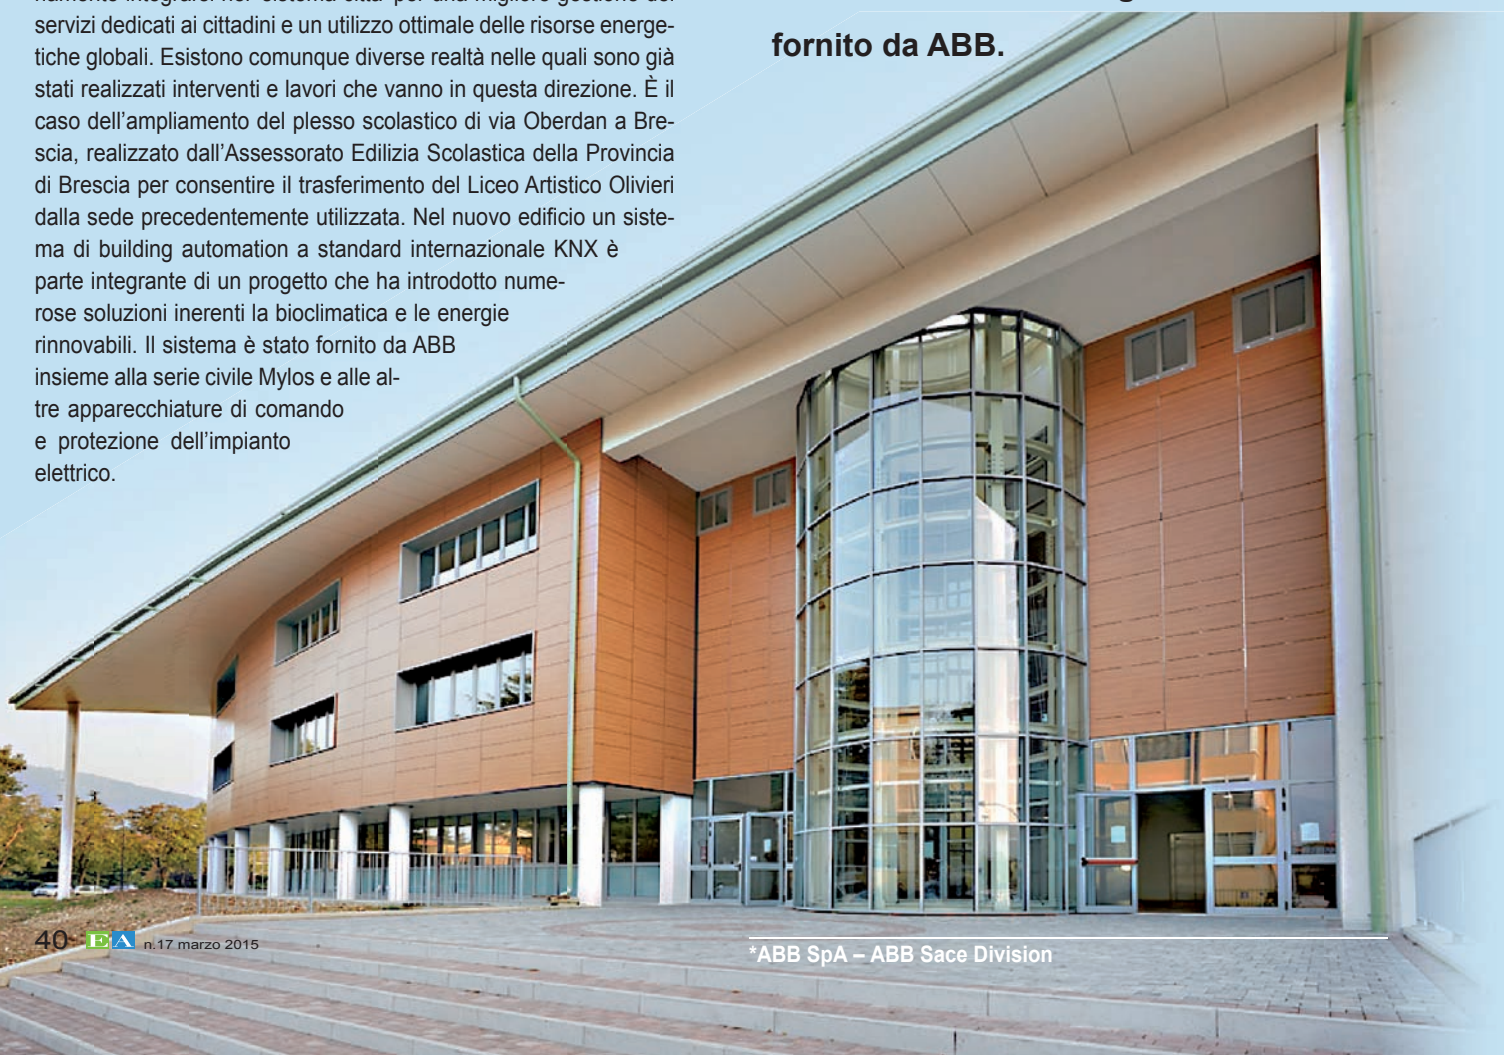 servizi dedicati ai cittadini e un utilizzo ottimale delle risorse energe-
tiche globali. Esistono comunque diverse realtà nelle quali sono già
stati realizzati interventi e lavori che vanno in questa direzione. È il
caso dell'ampliamento del plesso scolastico di via Oberdan a Bre-
scia, realizzato dall'Assessorato Edilizia Scolastica della Provincia
di Brescia per consentire il trasferimento del Liceo Artistico Olivieri
dalla sede precedentemente utilizzata. Nel nuovo edificio un siste-
ma di building automation a standard internazionale KNX è
parte integrante di un progetto che ha introdotto nume-
rose soluzioni inerenti la bioclimatica e le energie
rinnovabili. Il sistema è stato fornito da ABB
insieme alla serie civile Mylos e alle al-
tre apparecchiature di comando
e protezione dell'impianto
elettrico.
fornito da ABB.
40 EA n.17 marzo 2015
*ABB SpA – ABB Sace Division